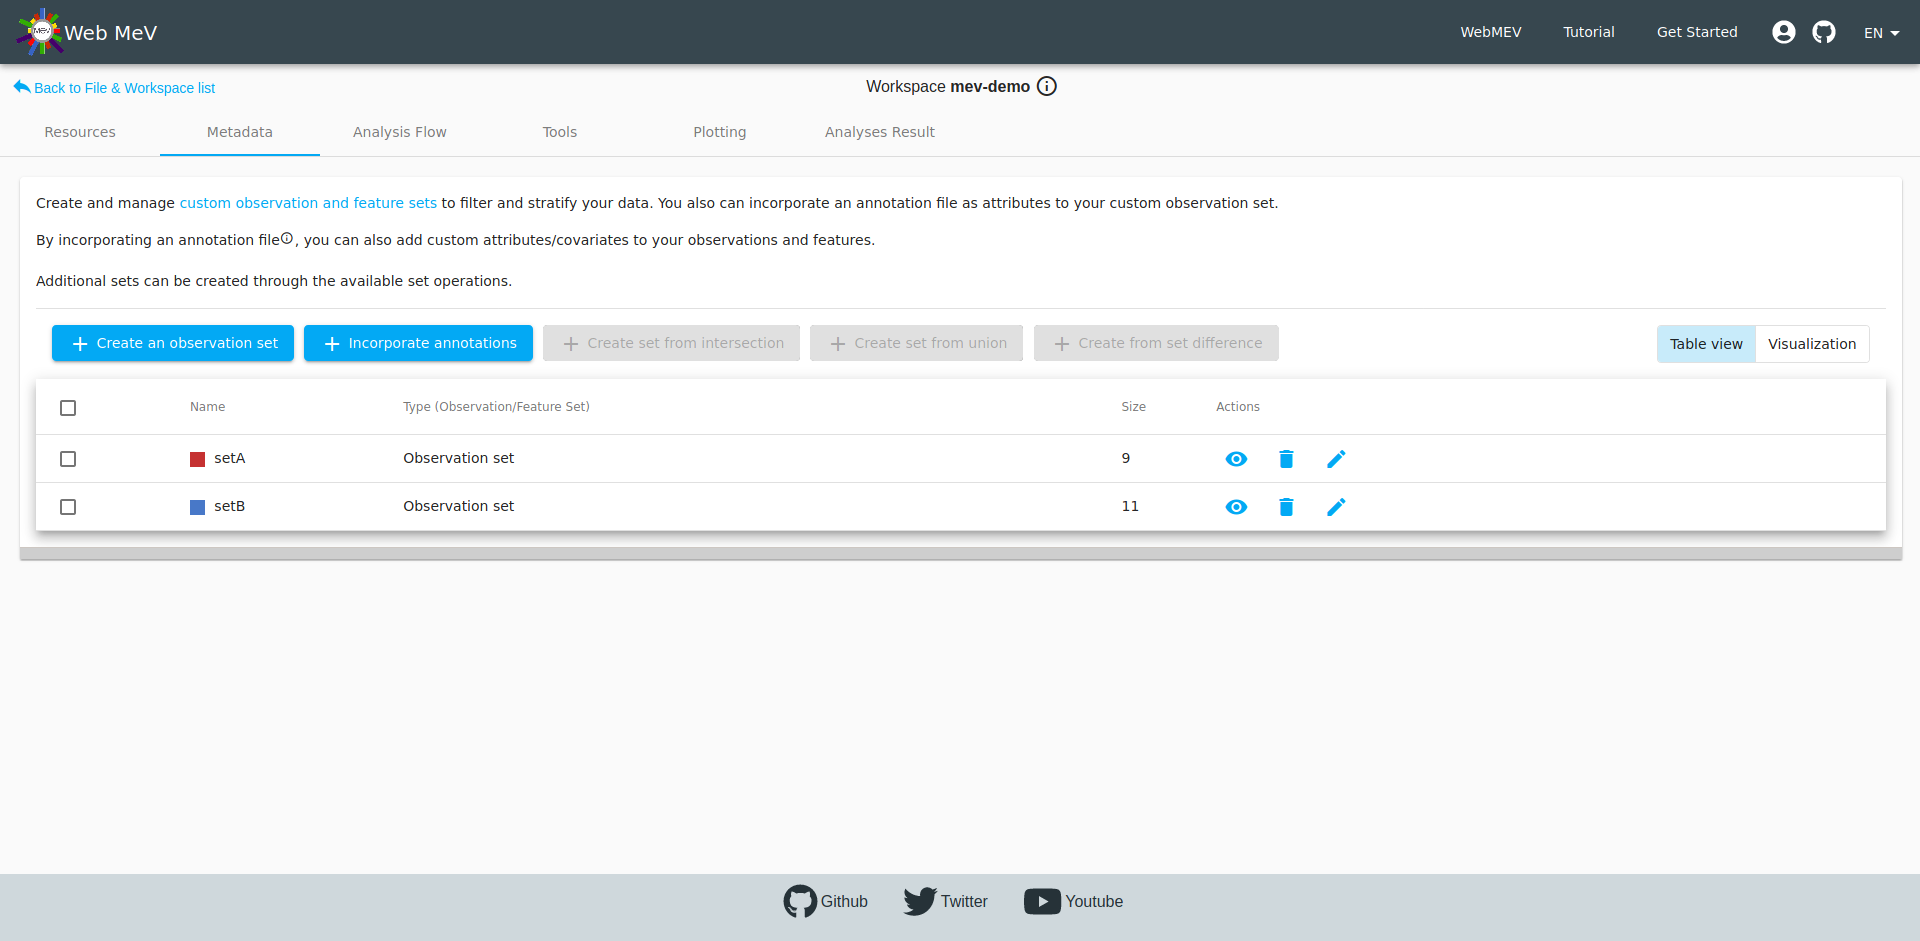 MeV
Web MeV
WebMEV
Tutorial
Get Started
EN
Back to File & Workspace list
Workspace mev-demo
Resources
Metadata
Analysis Flow
Tools
Plotting
Analyses Result
Create and manage custom observation and feature sets to filter and stratify your data. You also can incorporate an annotation file as attributes to your custom observation set.
By incorporating an annotation file, you can also add custom attributes/covariates to your observations and features.
Additional sets can be created through the available set operations.
Create an observation set
Incorporate annotations
Create set from intersection
Create set from union
Create from set difference
Table view
Visualization
Name
Type (Observation/Feature Set)
Size
Actions
setA
Observation set
9
setB
Observation set
11
Github
Twitter
Youtube